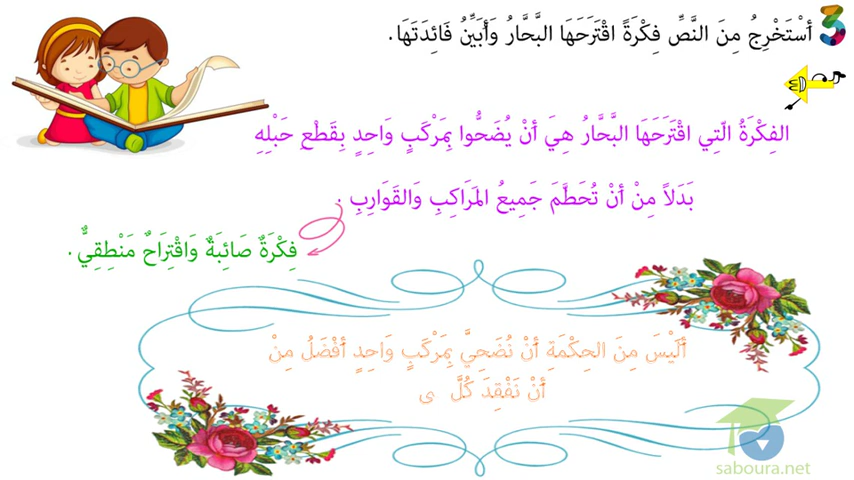 3 أَسْتَخْرِجُ مِنَ النَّصِّ فِكْرَةً اقْتَرَحَهَا البَّحَّارُ وَأُبَيِّنُ فَائِدَتَهَا.
الفِكْرَةُ الّتِي اقْتَرَحَهَا البَّحَّارُ هِيَ أَنْ يُضَحُّوا بِمَرْكَبٍ وَاحِدٍ بِقَطْعِ حَبْلِهِ
بَدَلاً مِنْ أَنْ تُحَطَّمَ جَمِيعُ المَرَاكِبِ وَالقَوَارِبِ.
فِكْرَةٌ صَائِبَةٌ وَاقْتِرَاحٌ مَنْطِقِيٌّ.
أَلَيْسَ مِنَ الحِكْمَةِ أَنْ نُضَحِيَّ بِمَرْكَبٍ وَاحِدٍ أَفْضَلُ مِنْ
أَنْ نَفْقِدَ كُلَّ
saboura.net